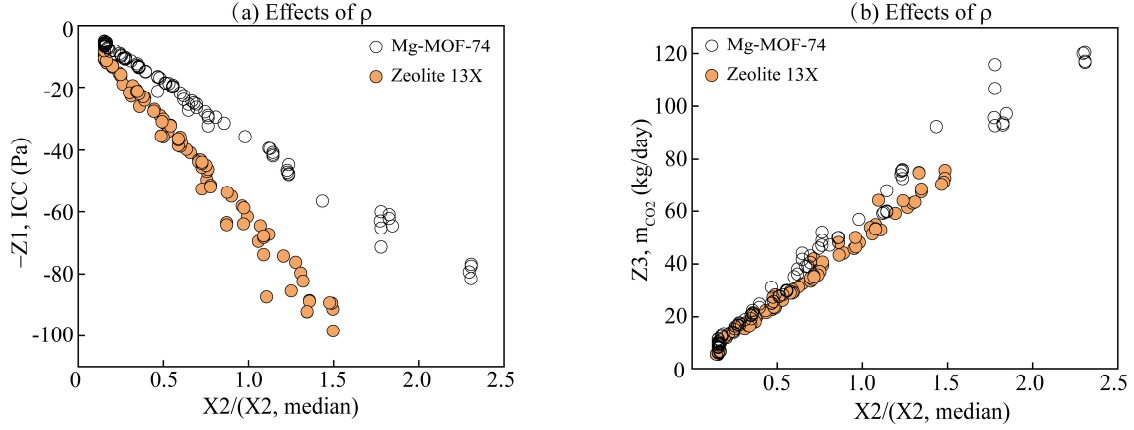 (a) Effects of ρ
0
-20
-40
-60
-80
-100
−Z1, ICC (Pa)
Mg-MOF-74
Zeolite 13X
0 0.5 1.0 1.5 2.0 2.5
X2/(X2, median)
(b) Effects of ρ
120
100
80
60
40
20
0
Z3, mCO2 (kg/day)
Mg-MOF-74
Zeolite 13X
0.5 1.0 1.5 2.0 2.5
X2/(X2, median)